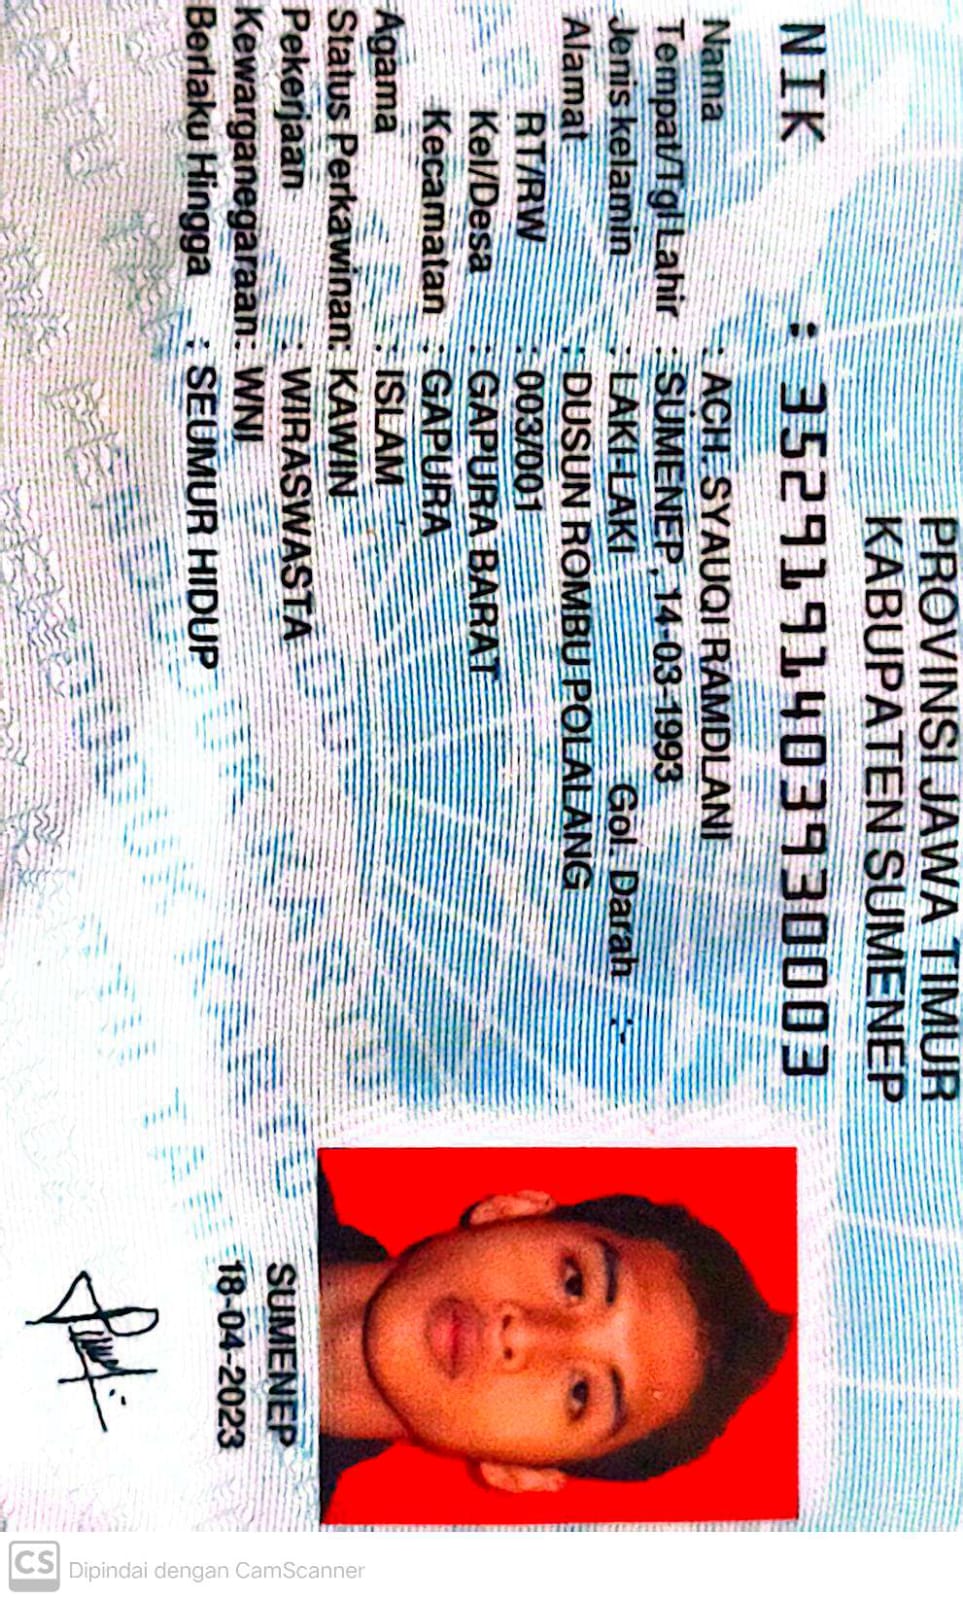 PROVINSI JAWA TIMUR
KABUPATEN SUMENEP
NIK : 3529191403930003
Nama : ACH. SYAUQI RAMDLANI
Tempat/Tgl Lahir : SUMENEP, 14-03-1993
Jenis kelamin : LAKI-LAKI Gol. Darah :-
Alamat : DUSUN ROMBU POLALANG
RT/RW : 003/001
Kel/Desa : GAPURA BARAT
Kecamatan : GAPURA
Agama : ISLAM
Status Perkawinan: KAWIN
Pekerjaan : WIRASWASTA
Kewarganegaraan: WNI
Berlaku Hingga : SEUMUR HIDUP
SUMENEP
18-04-2023
CS Dipindai dengan CamScanner